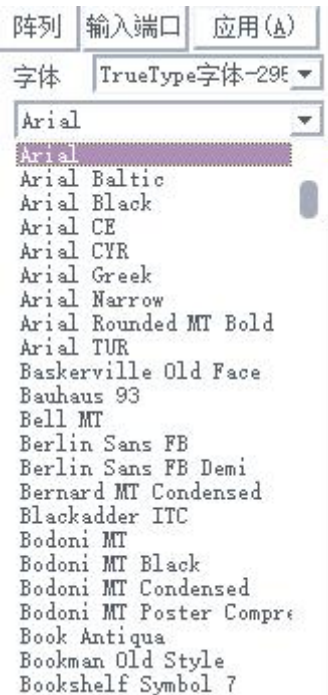 阵列 输入端口 应用(A)
字体 TrueType字体-295
Arial
Arial
Arial Baltic
Arial Black
Arial CE
Arial CYR
Arial Greek
Arial Narrow
Arial Rounded MT Bold
Arial TUR
Baskerville Old Face
Bauhaus 93
Bell MT
Berlin Sans FB
Berlin Sans FB Demi
Bernard MT Condensed
Blackadder ITC
Bodoni MT
Bodoni MT Black
Bodoni MT Condensed
Bodoni MT Poster Compre
Book Antiqua
Bookman Old Style
Bookshelf Symbol 7